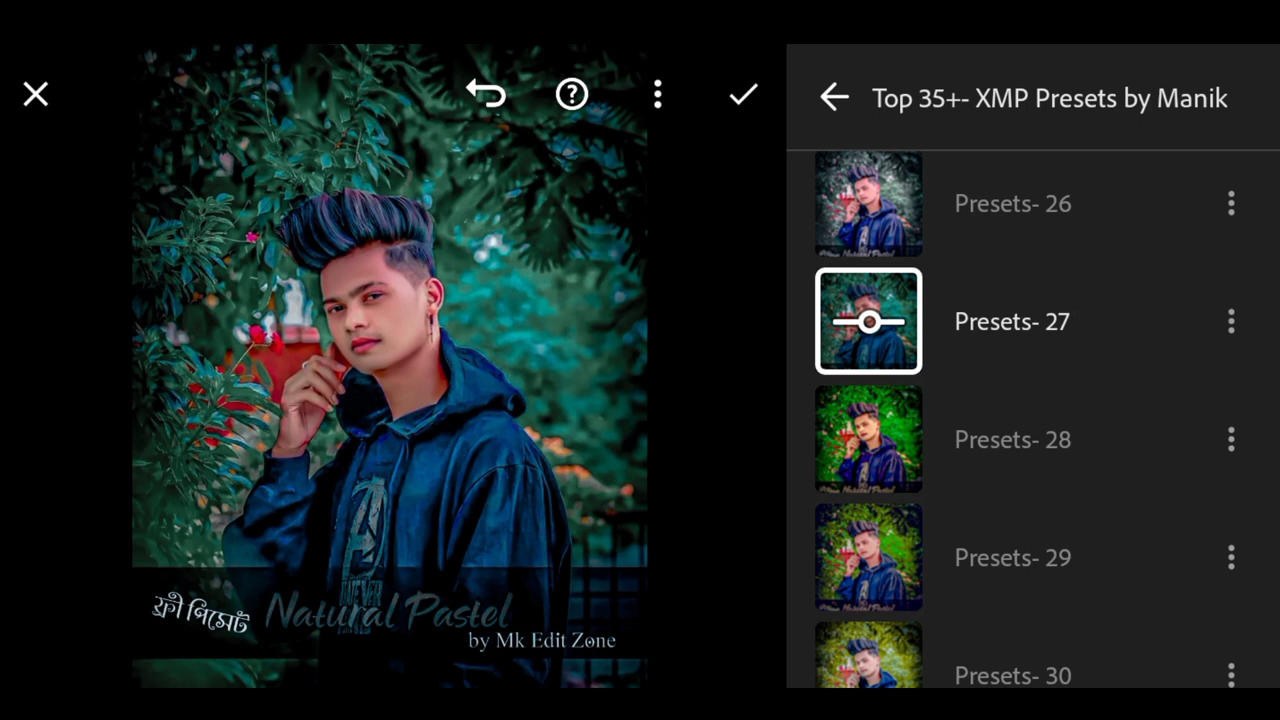 Top 35+- XMP Presets by Manik
Presets- 26
Presets- 27
Presets- 28
Presets- 29
Presets- 30
ফ্রী পিসেট Natural Pastel
by Mk Edit Zone